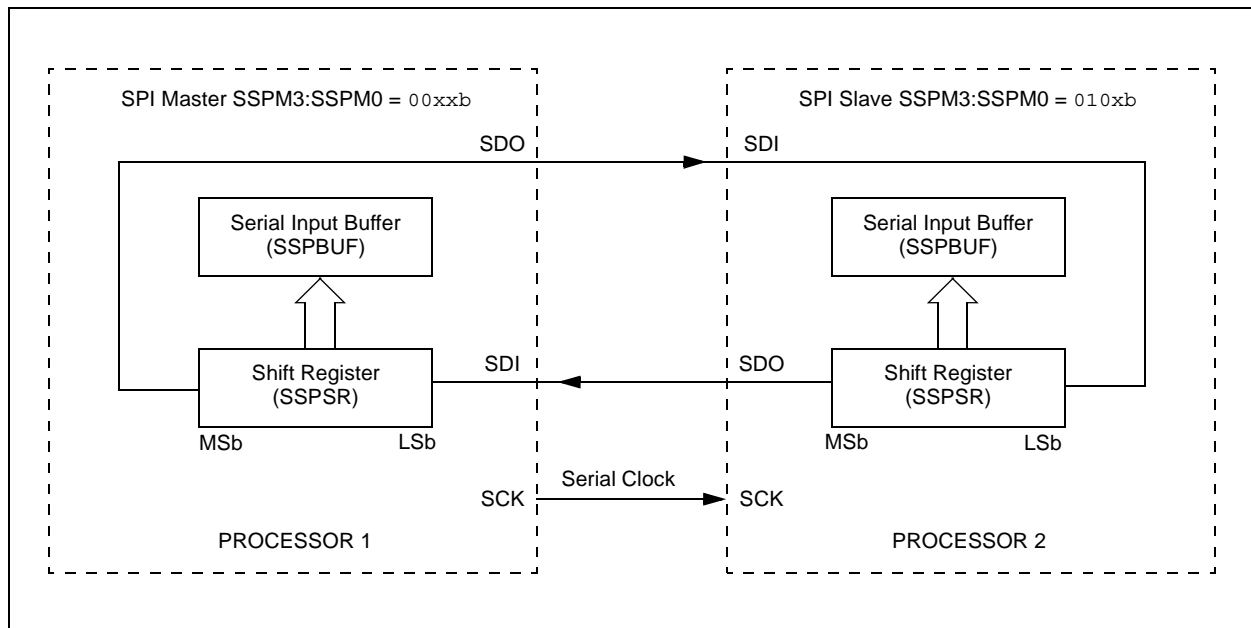 SPI Master SSPM3:SSPM0 = 00xxb
SDO
Serial Input Buffer
(SSPBUF)
Shift Register
(SSPSR)
MSb
LSb
SDI
SCK
PROCESSOR 1
Serial Clock
SPI Slave SSPM3:SSPM0 = 010xb
SDI
Serial Input Buffer
(SSPBUF)
SDO
Shift Register
(SSPSR)
MSb
LSb
SCK
PROCESSOR 2